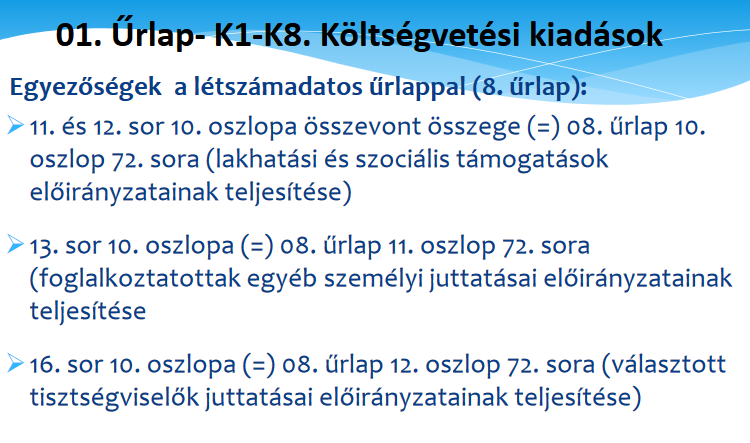 01. Űrlap- K1-K8. Költségvetési kiadások
Egyezőségek a létszámadatos űrlappal (8. űrlap):
11. és 12. sor 10. oszlopa összevont összege (=) 08. űrlap 10.
oszlop 72. sora (lakhatási és szociális támogatások
előirányzatainak teljesítése)
13. sor 10. oszlopa (=) 08. űrlap 11. oszlop 72. sora
(foglalkoztatottak egyéb személyi juttatásai előirányzatainak
teljesítése
16. sor 10. oszlopa (=) 08. űrlap 12. oszlop 72. sora (választott
tisztségviselők juttatásai előirányzatainak teljesítése)